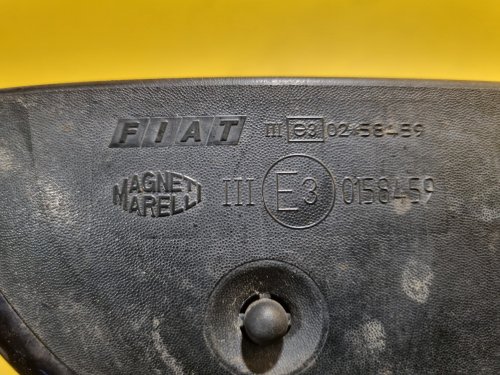 FIAT III e3 02*58459
MAGNETI MARELLI III E3 0158459